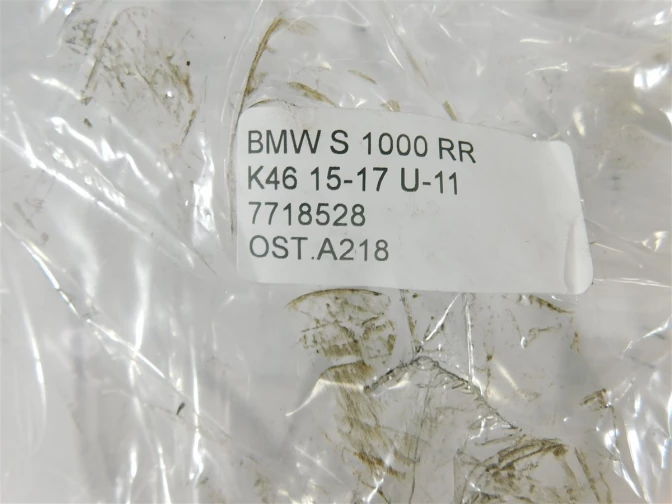 BMW S 1000 RR
K46 15-17 U-11
7718528
OST.A218